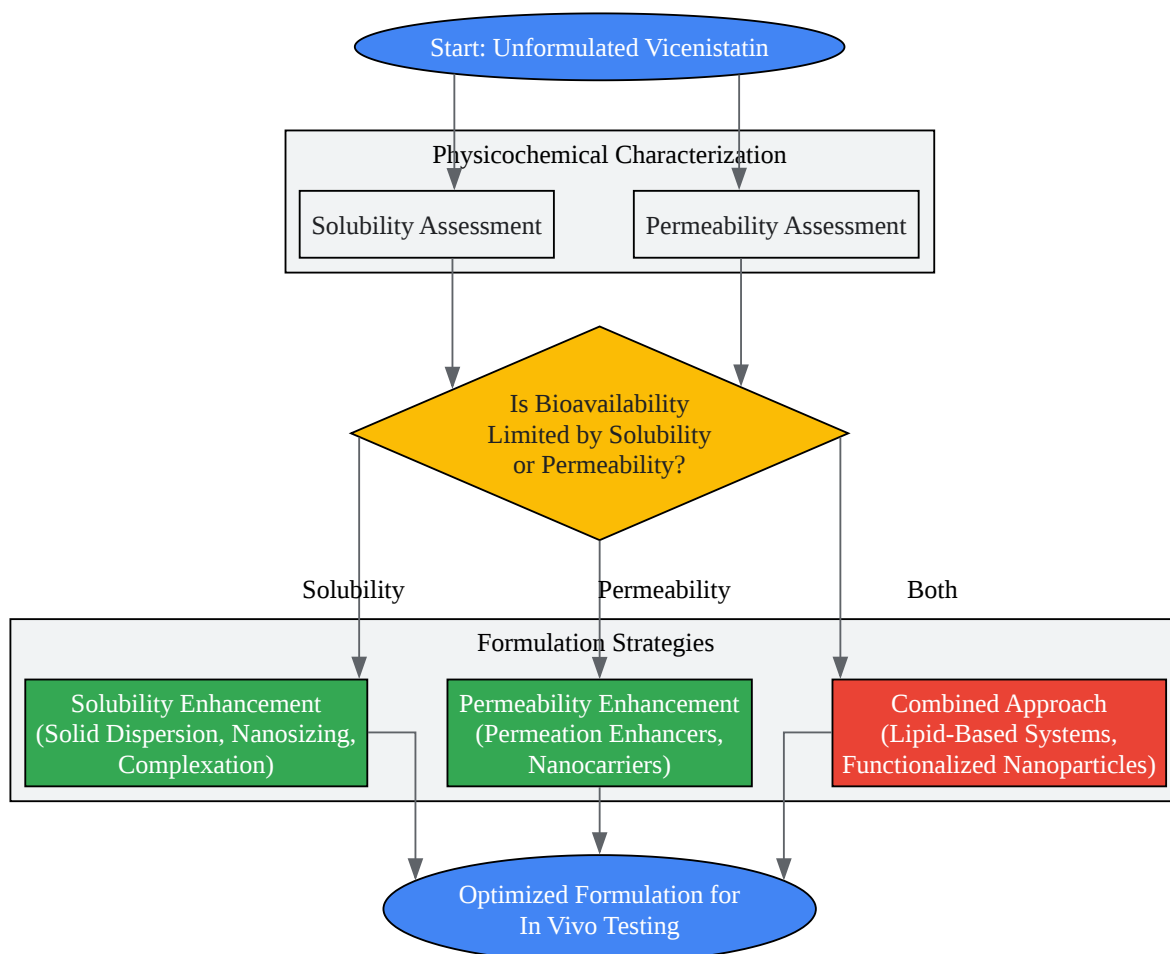 Start: Unformulated Vicenistatin
Physicochemical Characterization
Solubility Assessment
Permeability Assessment
Is Bioavailability
Limited by Solubility
or Permeability?
Solubility
Permeability
Both
Formulation Strategies
Solubility Enhancement
(Solid Dispersion, Nanosizing,
Complexation)
Permeability Enhancement
(Permeation Enhancers,
Nanocarriers)
Combined Approach
(Lipid-Based Systems,
Functionalized Nanoparticles)
Optimized Formulation for
In Vivo Testing